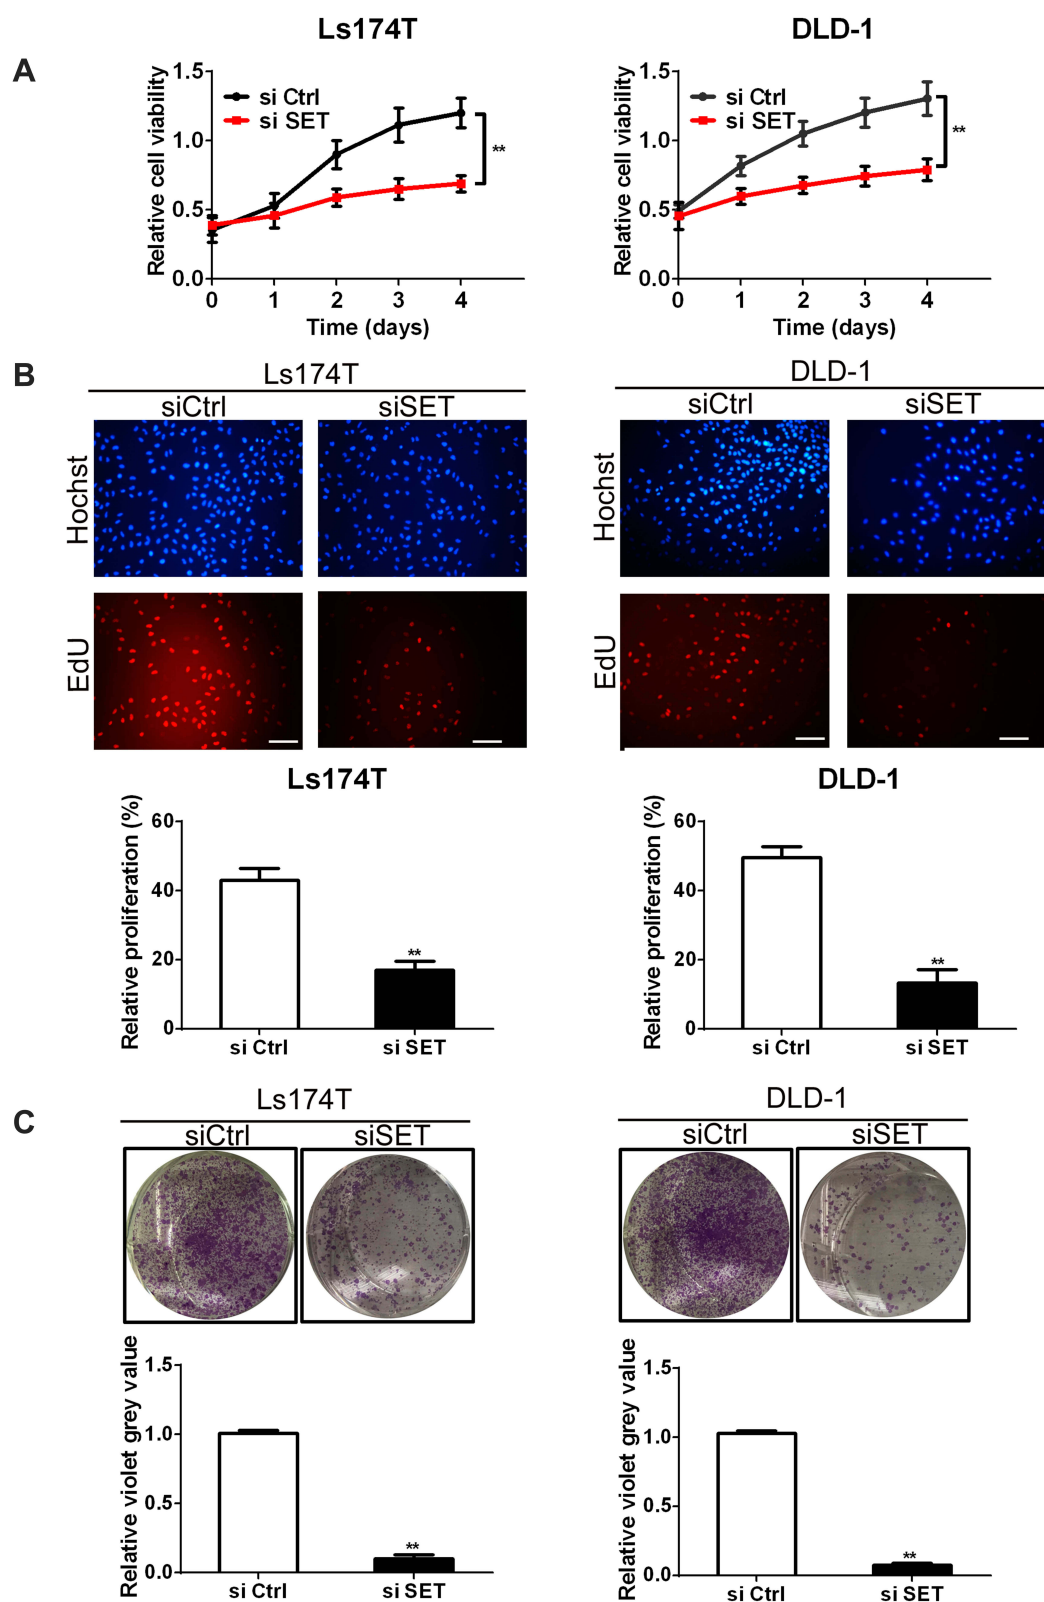 Ls174T
DLD-1
A
Relative cell viability
1.5
1.0
0.5
0.0
si Ctrl
si SET
**
0 1 2 3 4
Time (days)
Relative cell viability
1.5
1.0
0.5
0.0
si Ctrl
si SET
**
0 1 2 3 4
Time (days)
B
Ls174T
siCtrl siSET
DLD-1
siCtrl siSET
Hochst
EdU
Hochst
EdU
Ls174T
Relative proliferation (%)
60
40
20
0
**
si Ctrl si SET
DLD-1
Relative proliferation (%)
60
40
20
0
**
si Ctrl si SET
C
Ls174T
siCtrl siSET
DLD-1
siCtrl siSET
Relative violet grey value
1.5
1.0
0.5
0.0
**
si Ctrl si SET
Relative violet grey value
1.5
1.0
0.5
0.0
**
si Ctrl si SET